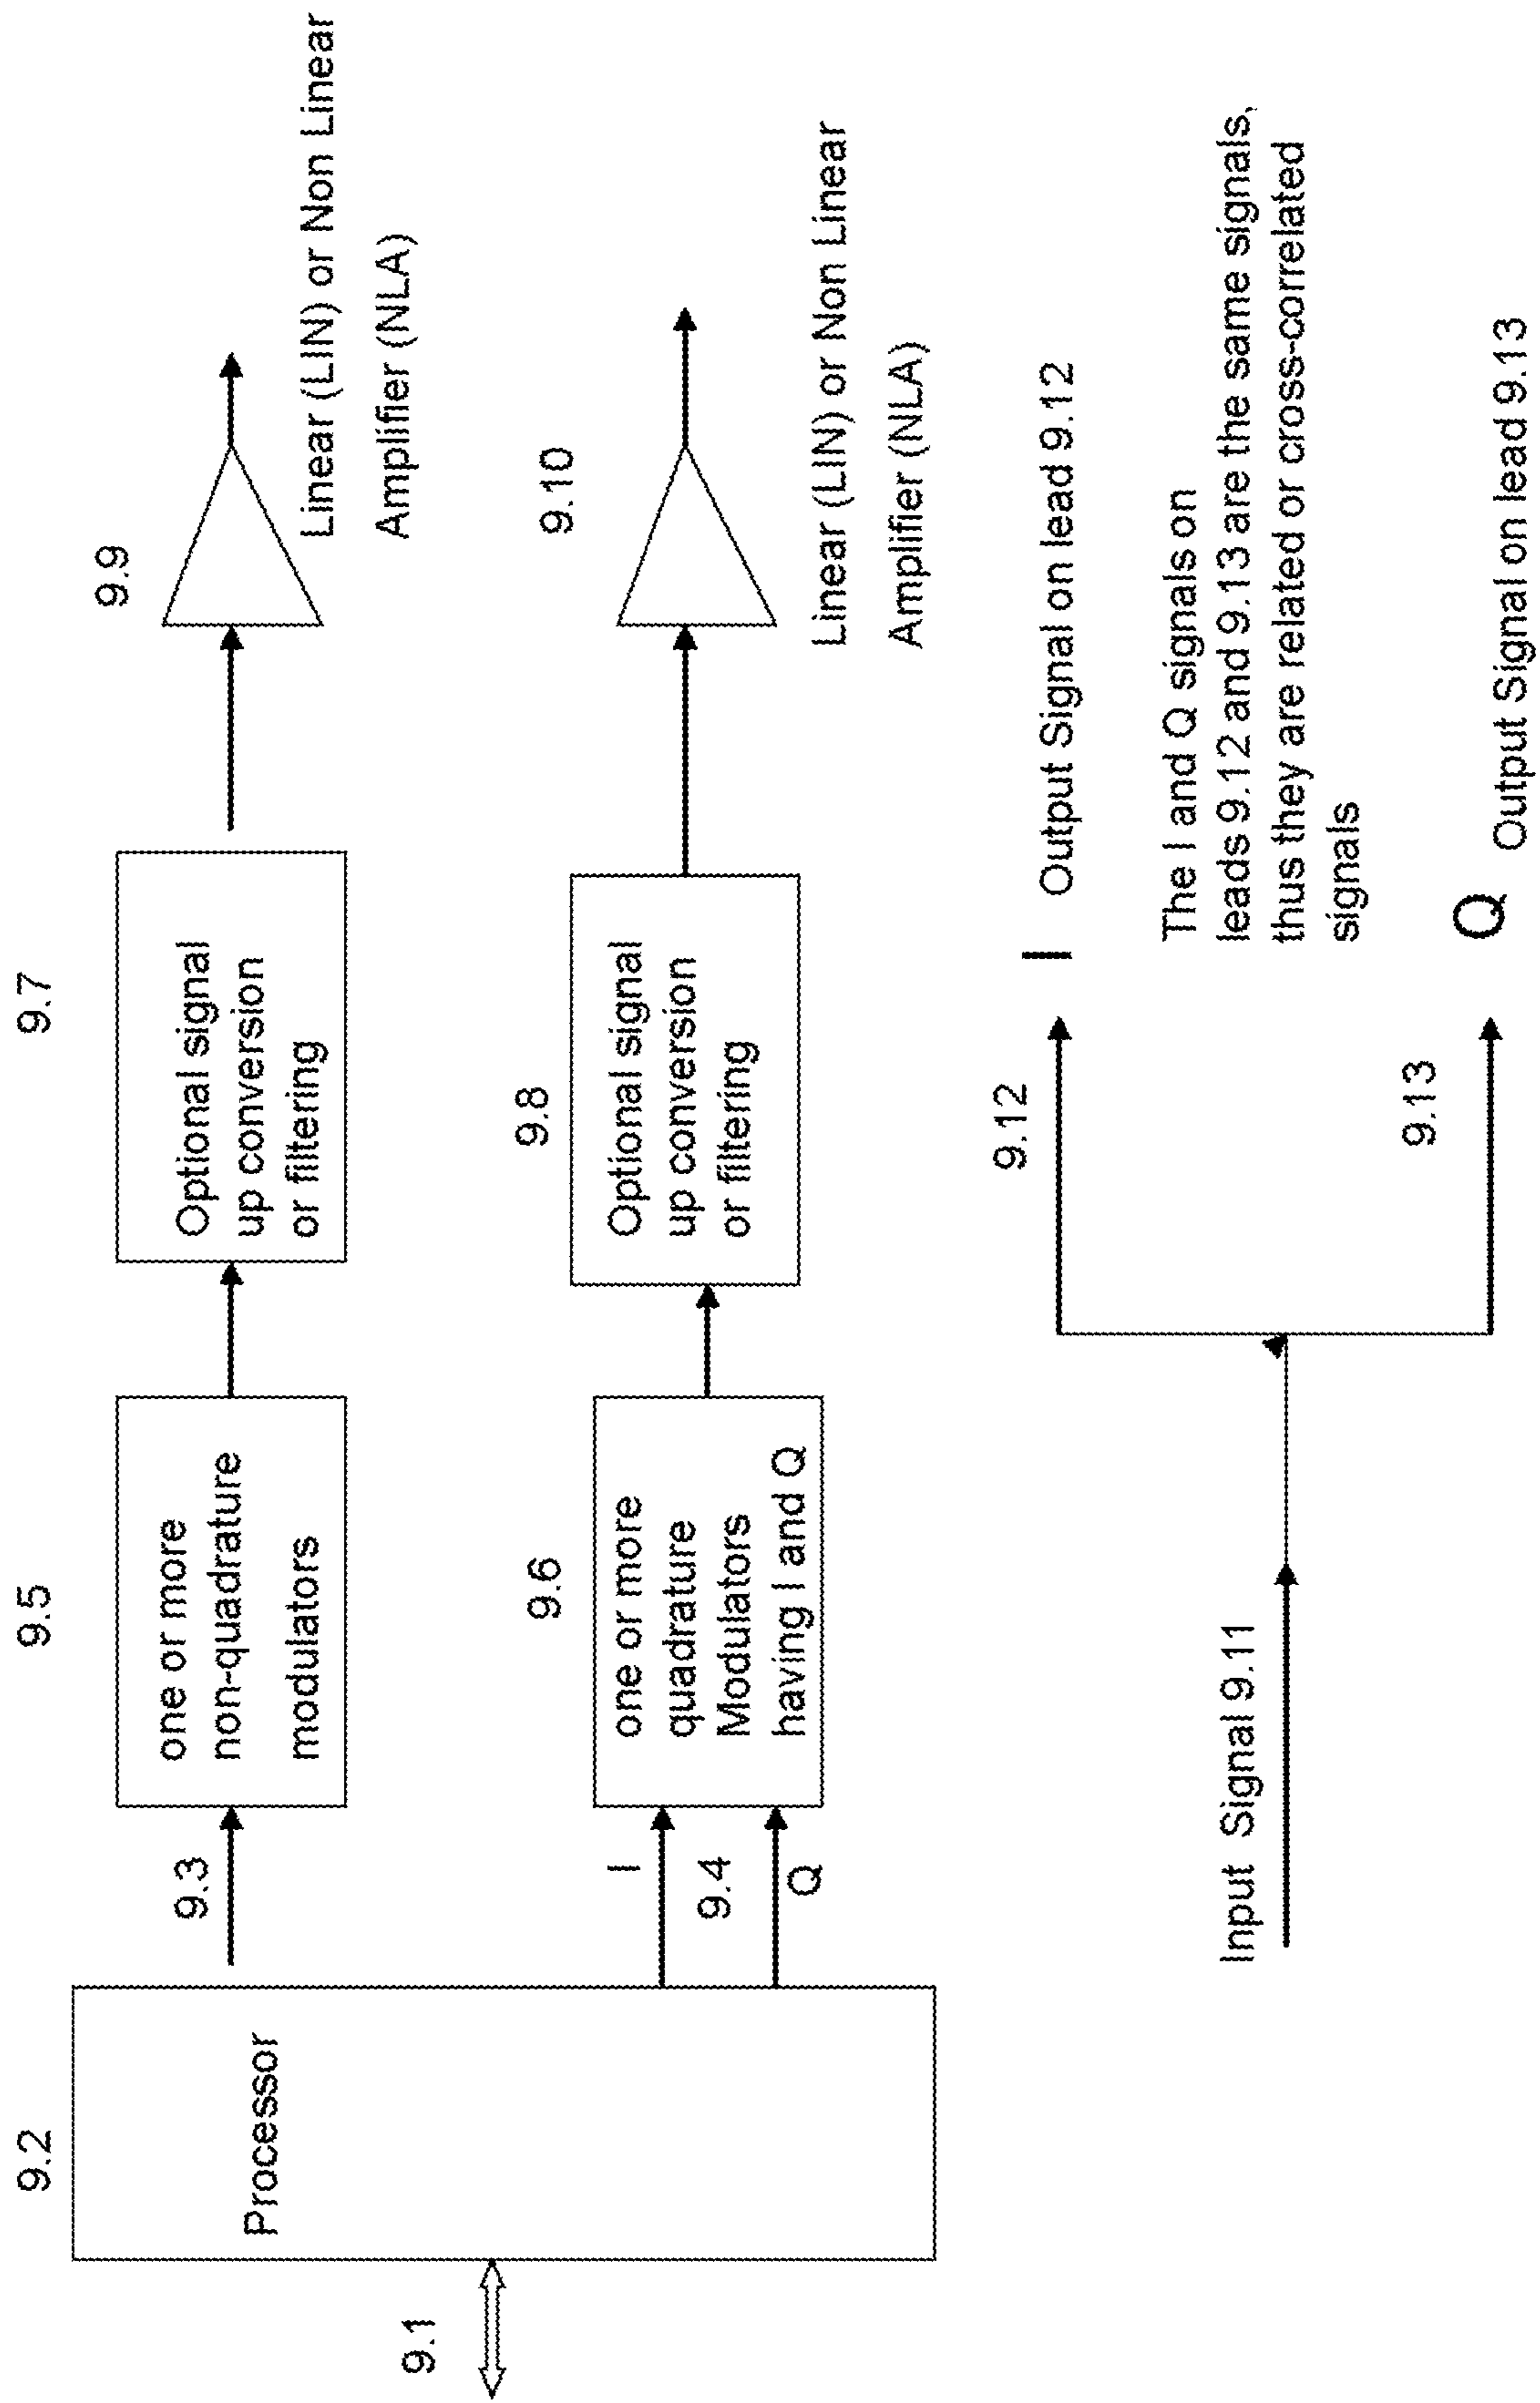 9.2
9.5
9.7
9.9
Processor
9.3
one or more
non-quadrature
modulators
Optional signal
up conversion
or filtering
Linear (LIN) or Non Linear
Amplifier (NLA)
9.1
9.6
9.8
9.10
I
9.4
Q
one or more
quadrature
Modulators
having I and Q
Optional signal
up conversion
or filtering
Linear (LIN) or Non Linear
Amplifier (NLA)
9.12
I
Output Signal on lead 9.12
Input Signal 9.11
The I and Q signals on
leads 9.12 and 9.13 are the same signals,
thus they are related or cross-correlated
signals
9.13
Q
Output Signal on lead 9.13